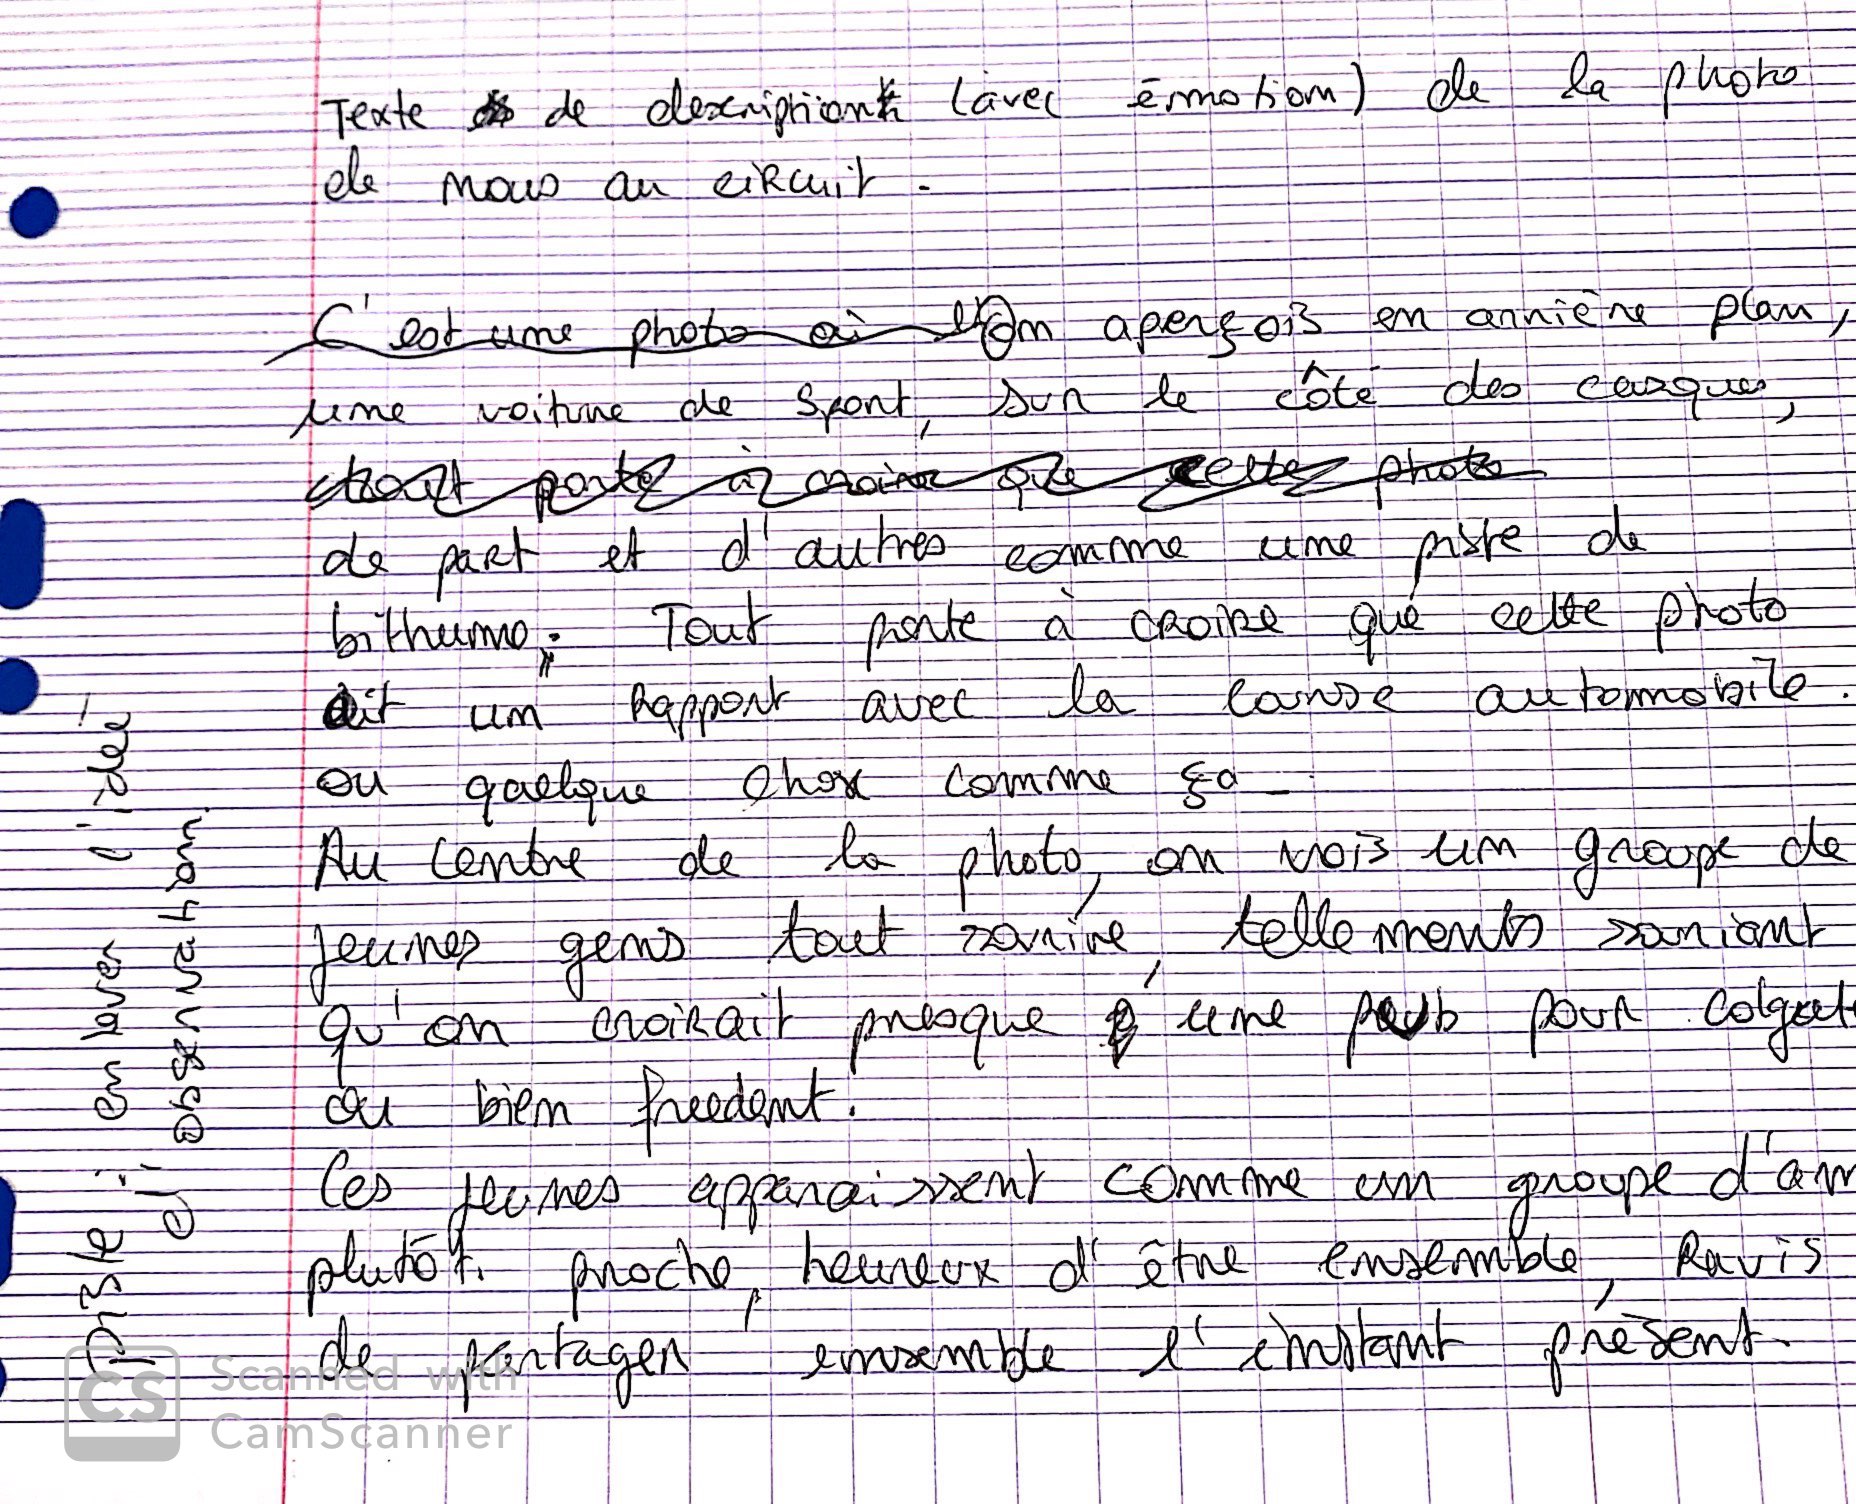 Texte de description (avec émotion) de la photo
de nous au circuit.
C'est une photo où l'On aperçois en arrière plan,
une voiture de sport, sur le côté des casques,
tout porte à croire que cette photo
de part et d'autres comme une piste de
bithume. Tout porte à croire que cette photo
ait un rapport avec la course automobile.
ou quelque chose comme ça.
Au centre de la photo, on vois un groupe de
jeunes gens tout sourire, tellements souriant
qu'on croirait presque une pub pour colgate
ou bien freedent.
Ces jeunes apparaissent comme un groupe d'am
plutôt proche, heureux d'être ensemble, Ravis
de partager ensemble l'instant présent.
en laver l'idée
observation.
Scanned with
CamScanner
CS